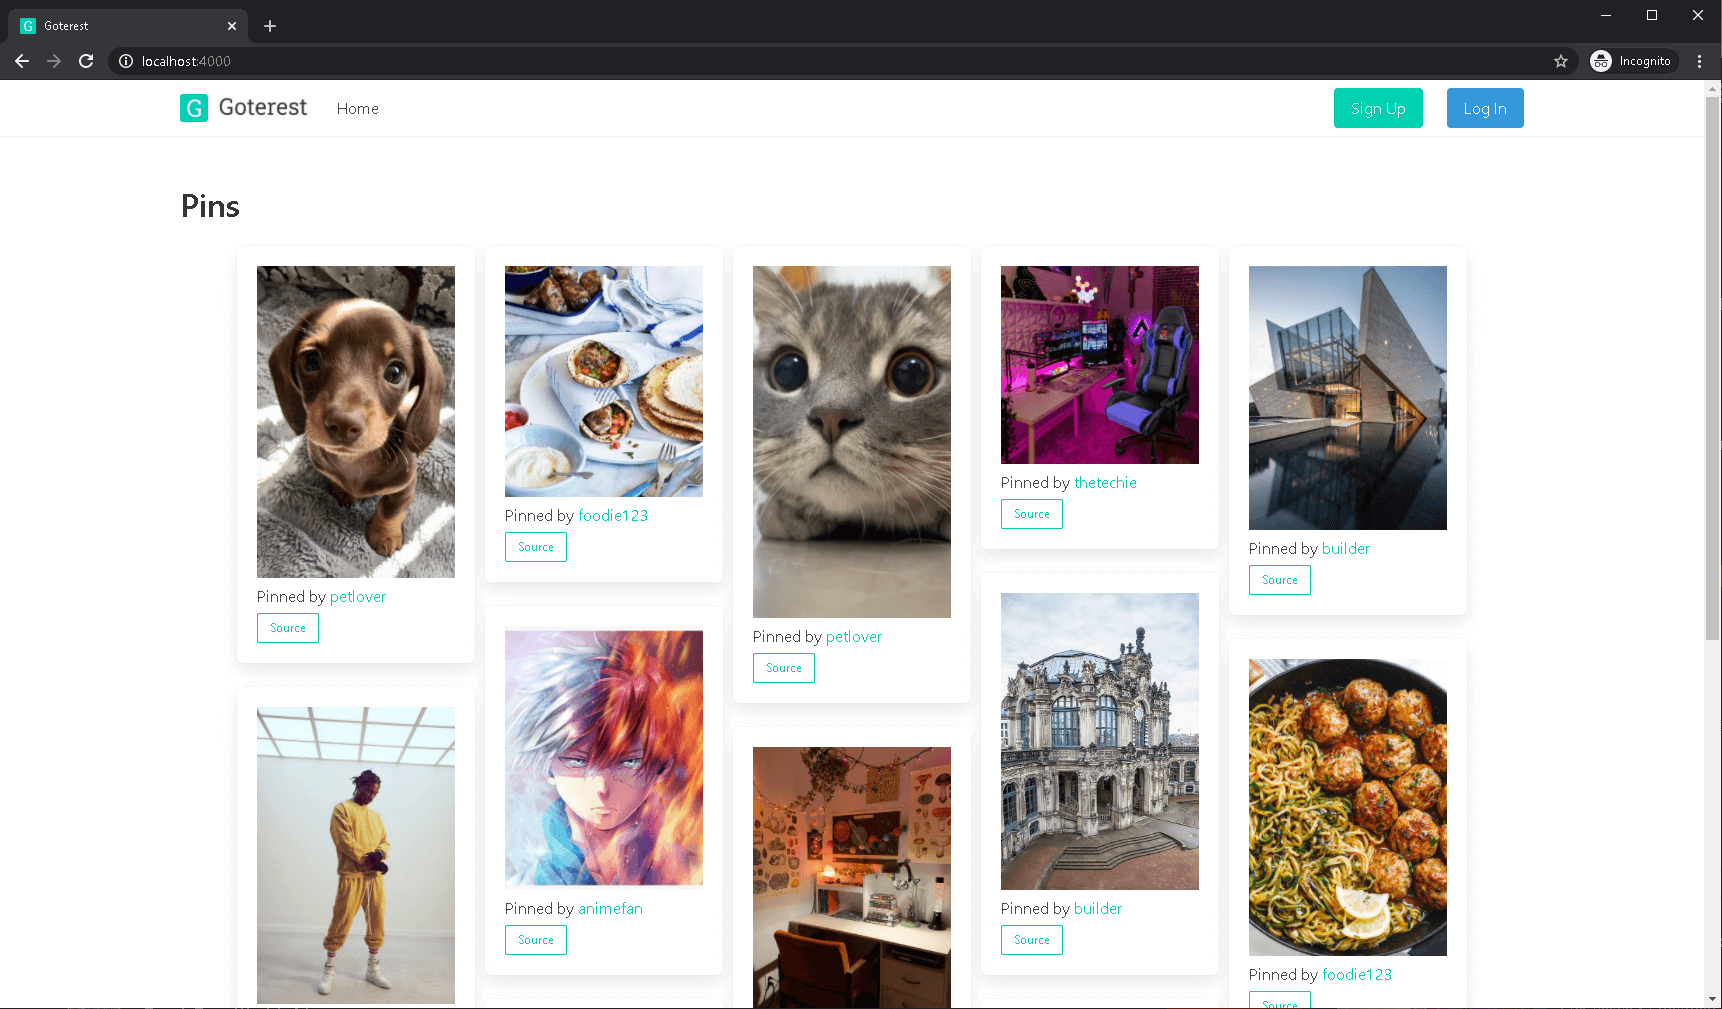 G Goterest
localhost:4000
Incognito
G Goterest
Home
Sign Up
Log In
Pins
Pinned by petlover
Source
Pinned by foodie123
Source
Pinned by petlover
Source
Pinned by thetechie
Source
Pinned by builder
Source
Pinned by animefan
Source
Pinned by builder
Source
Pinned by foodie123
Source